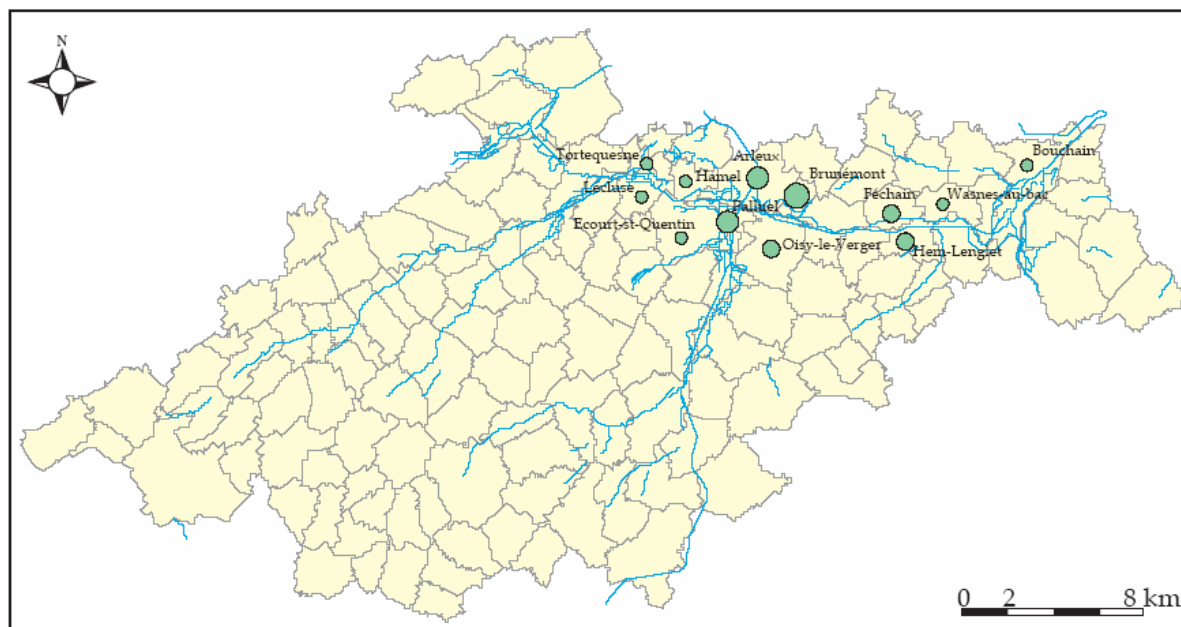 N
Bouchain
Tortequesne
Arleux
Hamel
Brunémont
Lécluse
Féchain
Wasnes-au-bac
Palluel
Ecourt-st-Quentin
Oisy-le-Verger
Hem-Lenglet
0 2 8 km